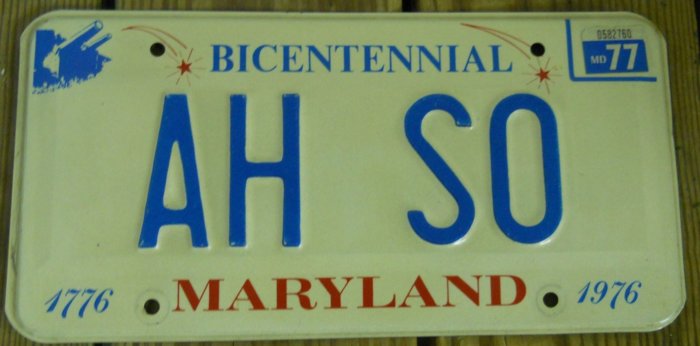 BICENTENNIAL
0582760
MD 77
AH SO
1776 MARYLAND 1976